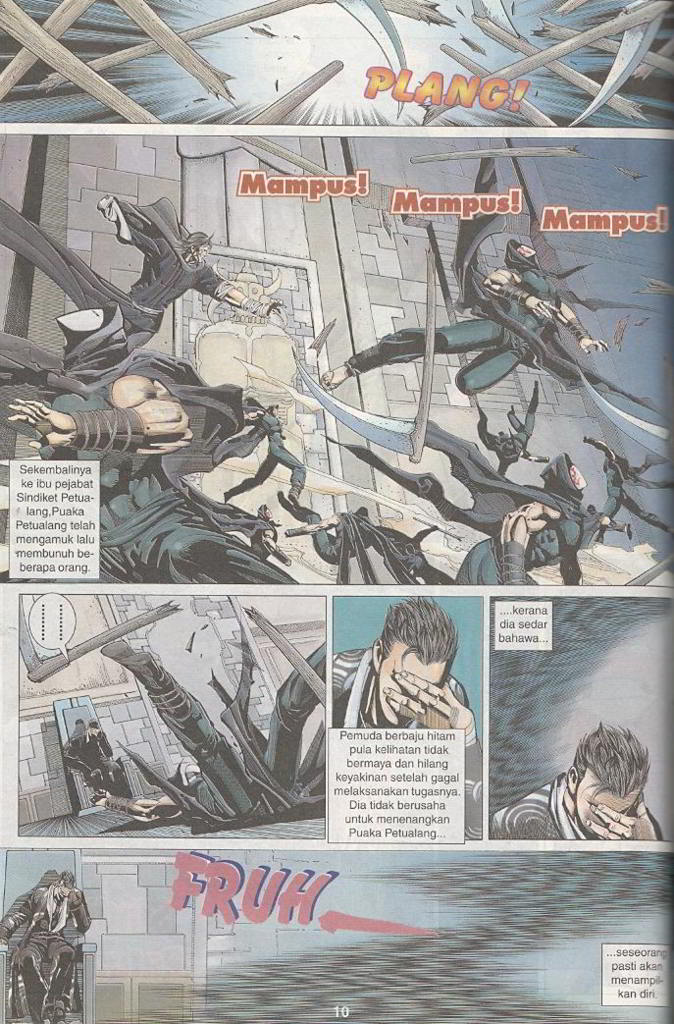 PLANG!
Mampus!
Mampus!
Mampus!
Sekembalinya
ke ibu pejabat
Sindiket Petua-
lang,Puaka
Petualang telah
mengamuk lalu
membunuh be-
berapa orang.
....kerana
dia sedar
bahawa...
Pemuda berbaju hitam
pula kelihatan tidak
bermaya dan hilang
keyakinan setelah gagal
melaksanakan tugasnya.
Dia tidak berusaha
untuk menenangkan
Puaka Petualang...
FRUH
...seseorang
pasti akan
menampil-
kan diri.
10